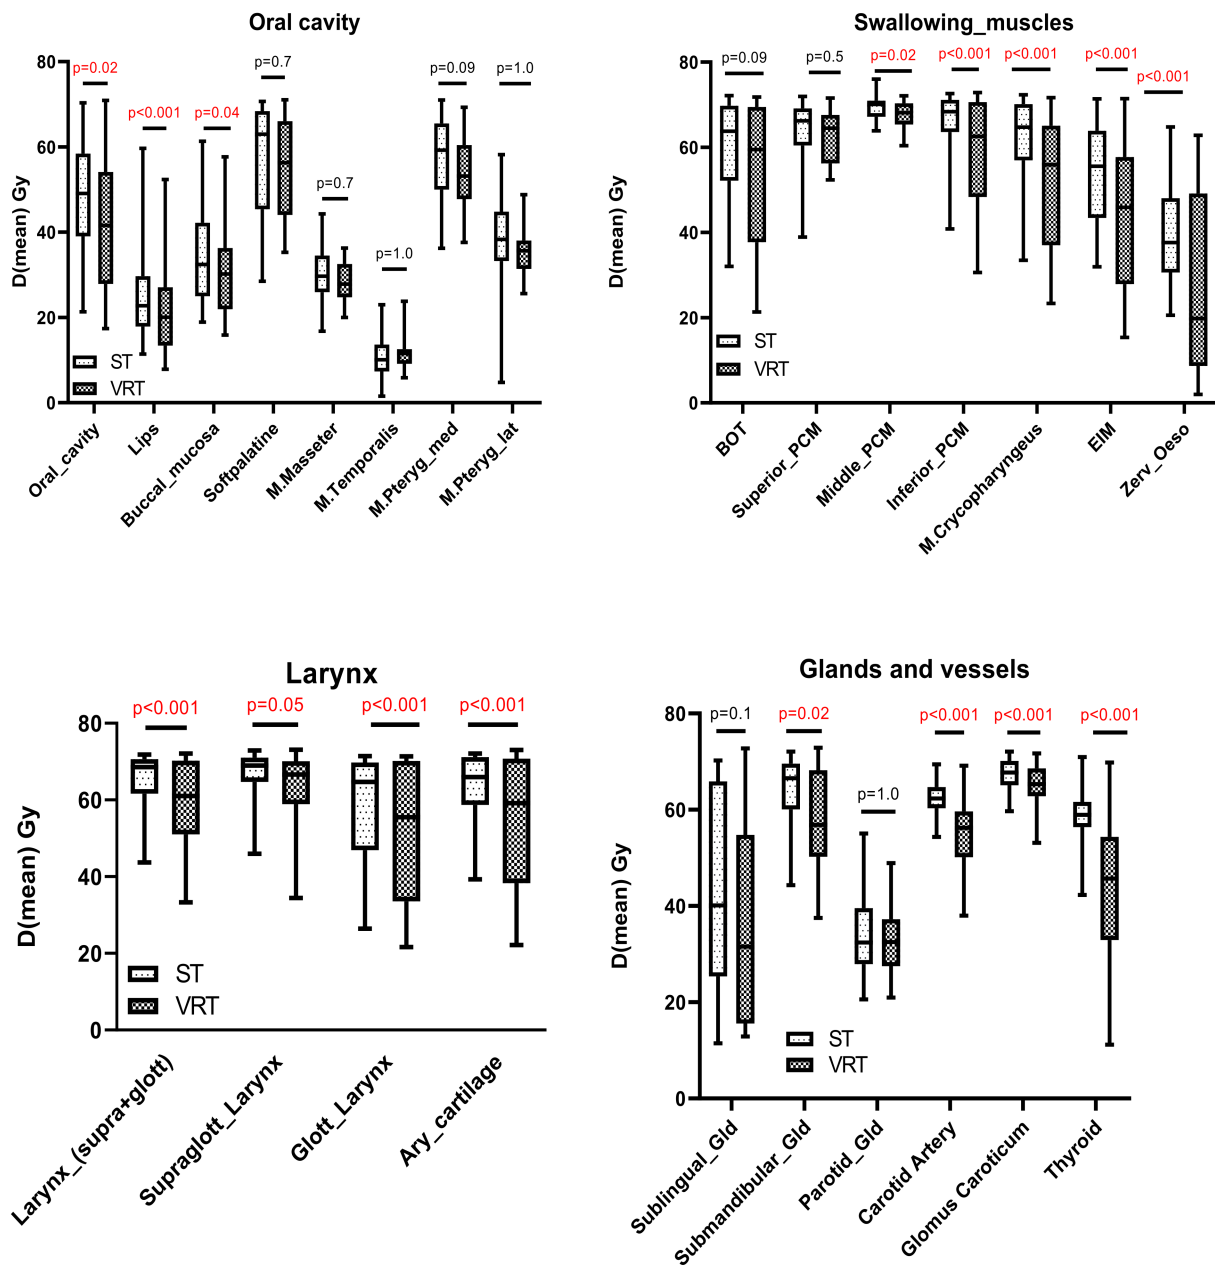 Oral cavity
D(mean) Gy
80
60
40
20
0
p=0.02
p<0.001
p=0.04
p=0.7
p=0.7
p=1.0
p=0.09
p=1.0
ST
VRT
Oral_cavity
Lips
Buccal_mucosa
Softpalatine
M.Masseter
M.Temporalis
M.Pteryg_med
M.Pteryg_lat
Swallowing_muscles
D(mean) Gy
80
60
40
20
0
p=0.09
p=0.5
p=0.02
p<0.001
p<0.001
p<0.001
p<0.001
ST
VRT
BOT
Superior_PCM
Middle_PCM
Inferior_PCM
M.Crycopharyngeus
EIM
Zerv_Oeso
Larynx
D(mean) Gy
80
60
40
20
0
p<0.001
p=0.05
p<0.001
p<0.001
ST
VRT
Larynx_(supra+glott)
Supraglott_Larynx
Glott_Larynx
Ary_cartilage
Glands and vessels
D(mean) Gy
80
60
40
20
0
p=0.1
p=0.02
p=1.0
p<0.001
p<0.001
p<0.001
ST
VRT
Sublingual_Gld
Submandibular_Gld
Parotid_Gld
Carotid Artery
Glomus Caroticum
Thyroid